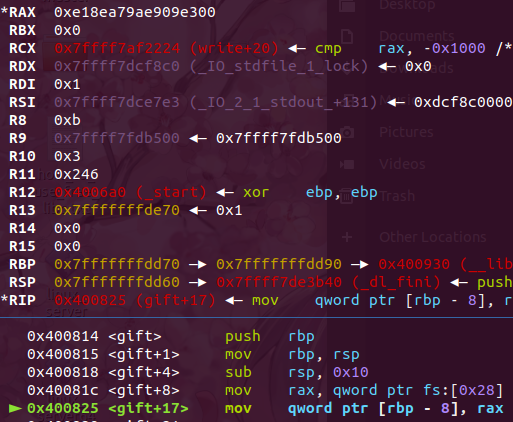 *RAX 0xe18ea79ae909e300
RBX 0x0
RCX 0x7ffff7af2224 (write+20) ◂— cmp rax, -0x1000 /*
RDX 0x7ffff7dcf8c0 (_IO_stdfile_1_lock) ◂— 0x0
RDI 0x1
RSI 0x7ffff7dce7e3 (_IO_2_1_stdout_+131) ◂— 0xdcf8c0000
R8 0xb
R9 0x7ffff7fdb500 ◂— 0x7ffff7fdb500
R10 0x3
R11 0x246
R12 0x4006a0 (_start) ◂— xor ebp, ebp
R13 0x7fffffffde70 ◂— 0x1
R14 0x0
R15 0x0
RBP 0x7fffffffdd70 —▸ 0x7fffffffdd90 —▸ 0x400930 (__lib
RSP 0x7fffffffdd60 —▸ 0x7ffff7de3b40 (_dl_fini) ◂— push
*RIP 0x400825 (gift+17) ◂— mov qword ptr [rbp - 8], r
0x400814 <gift> push rbp
0x400815 <gift+1> mov rbp, rsp
0x400818 <gift+4> sub rsp, 0x10
0x40081c <gift+8> mov rax, qword ptr fs:[0x28]
► 0x400825 <gift+17> mov qword ptr [rbp - 8], rax
Desktop
Documents
Pictures
Videos
Trash
Other Locations
server